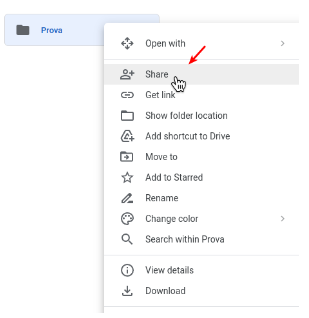 Prova
Open with
Share
Get link
Show folder location
Add shortcut to Drive
Move to
Add to Starred
Rename
Change color
Search within Prova
View details
Download